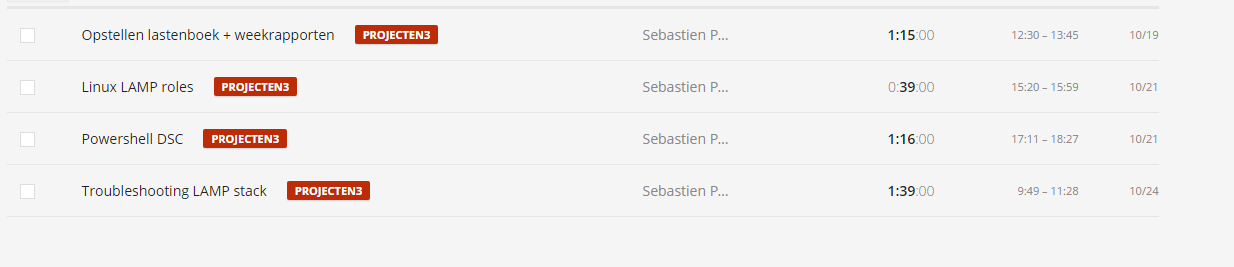 Opstellen lastenboek + weekrapporten PROJECTEN3 Sebastien P... 1:15:00 12:30 – 13:45 10/19
Linux LAMP roles PROJECTEN3 Sebastien P... 0:39:00 15:20 – 15:59 10/21
Powershell DSC PROJECTEN3 Sebastien P... 1:16:00 17:11 – 18:27 10/21
Troubleshooting LAMP stack PROJECTEN3 Sebastien P... 1:39:00 9:49 – 11:28 10/24